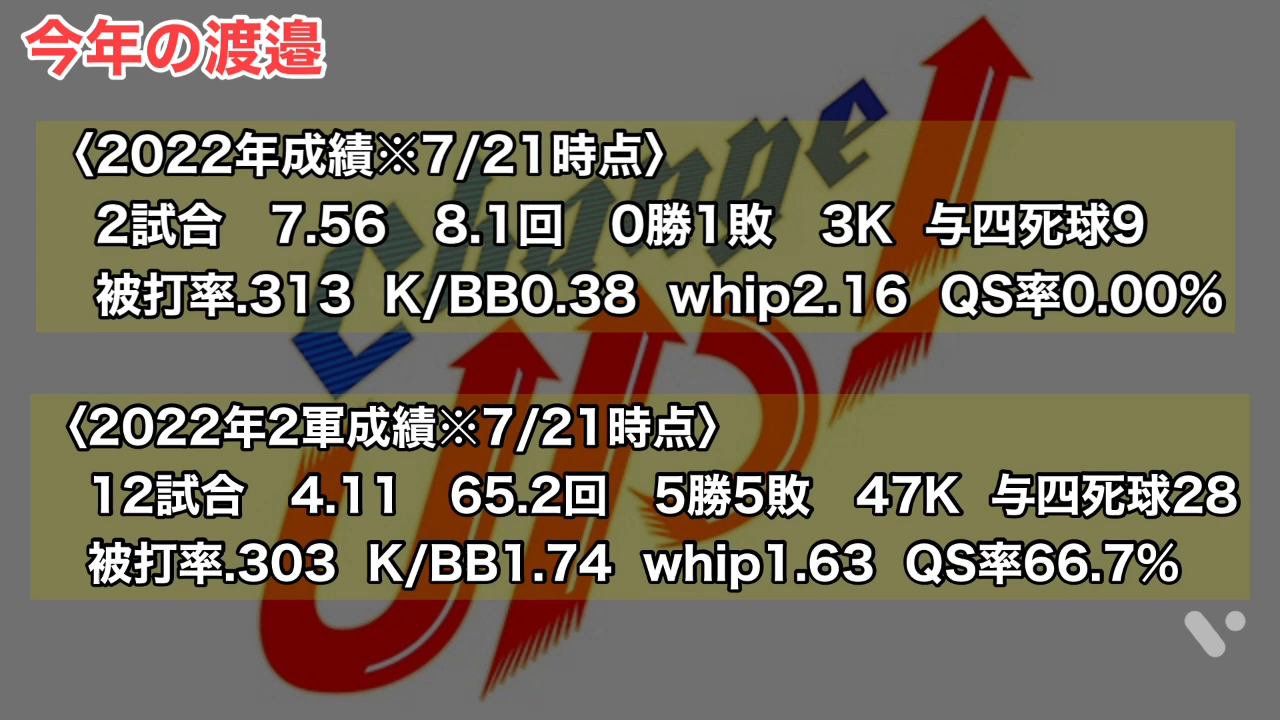 今年の渡邉
〈2022年成績※7/21時点〉
2試合 7.56 8.1回 0勝1敗 3K 与四死球9
被打率.313 K/BB0.38 whip2.16 QS率0.00%
〈2022年2軍成績※7/21時点〉
12試合 4.11 65.2回 5勝5敗 47K 与四死球28
被打率.303 K/BB1.74 whip1.63 QS率66.7%
Change
UP!